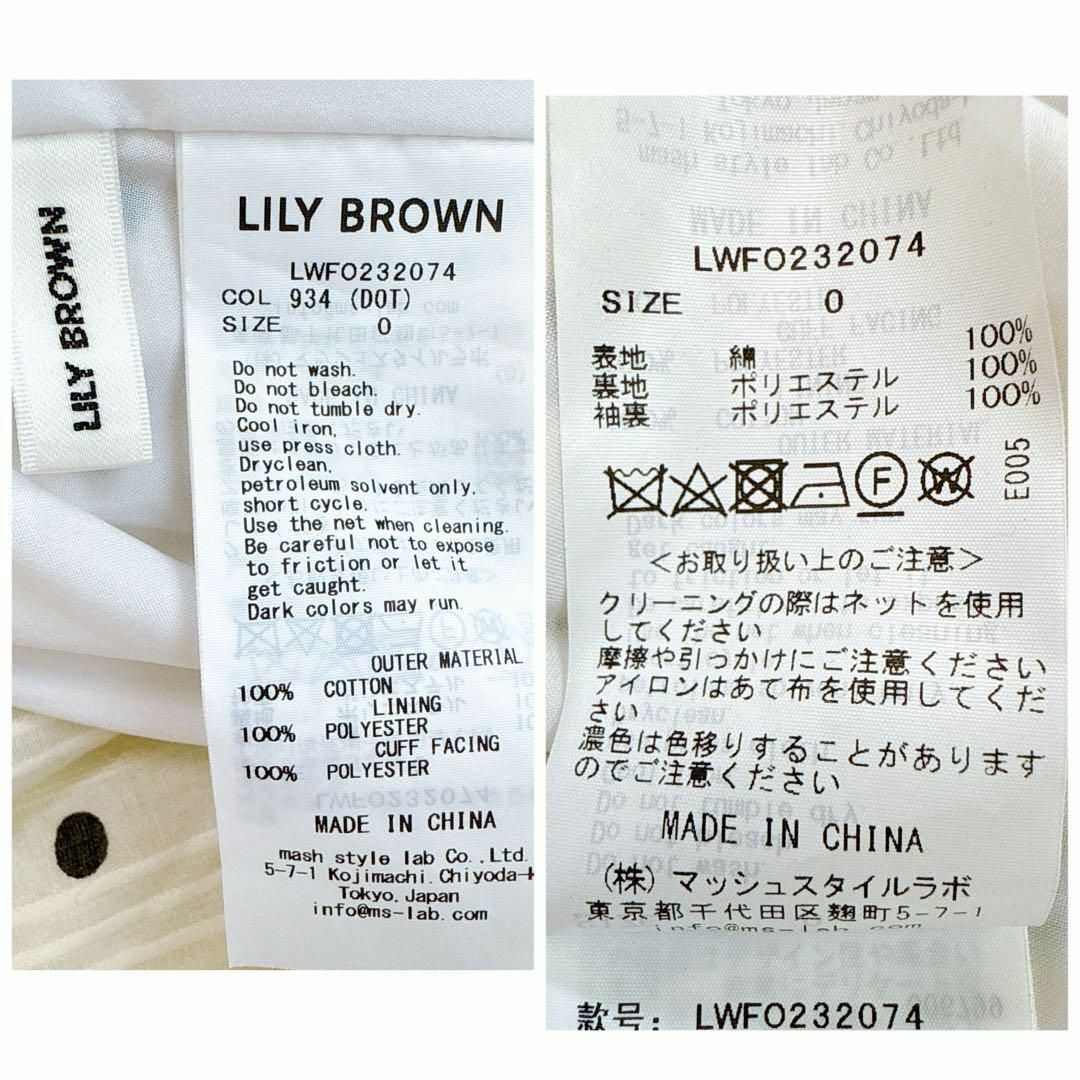 LILY BROWN
LILY BROWN
LWFO232074
COL 934 (DOT)
SIZE 0
Do not wash.
Do not bleach.
Do not tumble dry.
Cool iron,
use press cloth.
Dryclean,
petroleum solvent only,
short cycle.
Use the net when cleaning.
Be careful not to expose
to friction or let it
get caught.
Dark colors may run.
OUTER MATERIAL
100% COTTON
LINING
100% POLYESTER
CUFF FACING
100% POLYESTER
MADE IN CHINA
mash style lab Co.,Ltd.
5-7-1 Kojimachi,Chiyoda-k
Tokyo,Japan
info@ms-lab.com
LWFO232074
SIZE 0
表地 綿 100%
裏地 ポリエステル 100%
袖裏 ポリエステル 100%
F
W
E005
<お取り扱い上のご注意>
クリーニングの際はネットを使用
してください
摩擦や引っかけにご注意ください
アイロンはあて布を使用してくだ
さい
濃色は色移りすることがあります
のでご注意ください
MADE IN CHINA
(株)マッシュスタイルラボ
東京都千代田区麹町5-7-1
info@ms-lab.com
款号: LWFO232074